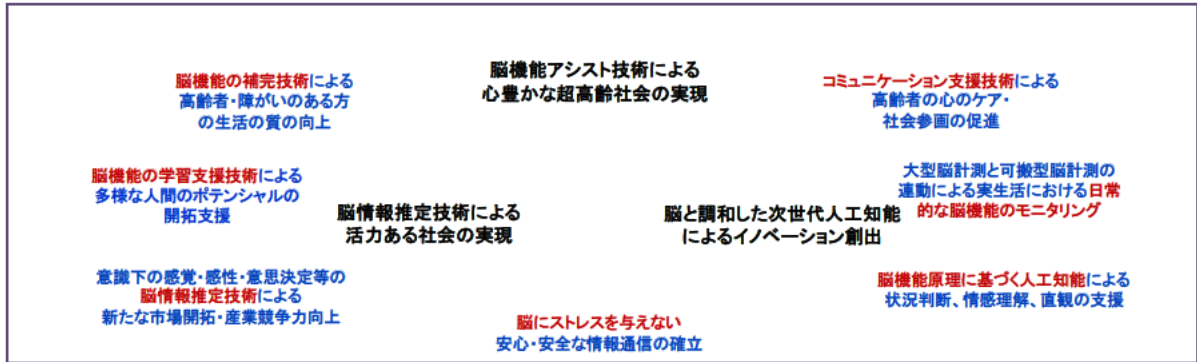 脳機能アシスト技術による
心豊かな超高齢社会の実現
脳機能の補完技術による
高齢者・障がいのある方
の生活の質の向上
コミュニケーション支援技術による
高齢者の心のケア・
社会参画の促進
脳機能の学習支援技術による
多様な人間のポテンシャルの
開拓支援
大型脳計測と可搬型脳計測の
連動による実生活における日常
的な脳機能のモニタリング
脳情報推定技術による
活力ある社会の実現
脳と調和した次世代人工知能
によるイノベーション創出
意識下の感覚・感性・意思決定等の
脳情報推定技術による
新たな市場開拓・産業競争力向上
脳機能原理に基づく人工知能による
状況判断、情感理解、直観の支援
脳にストレスを与えない
安心・安全な情報通信の確立